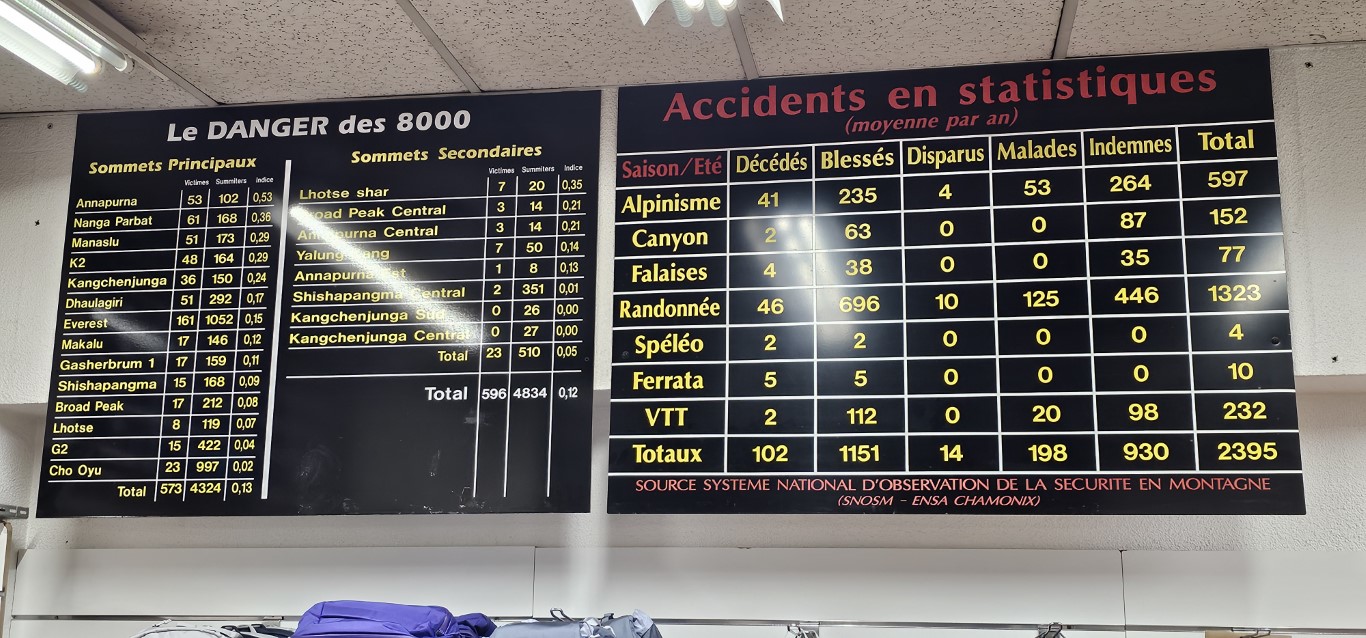 Le DANGER des 8000
Sommets Principaux
Victimes Summiters Indice
Annapurna 53 102 0,53
Nanga Parbat 61 168 0,36
Manaslu 51 173 0,29
K2 48 164 0,29
Kangchenjunga 36 150 0,24
Dhaulagiri 51 292 0,17
Everest 161 1052 0,15
Makalu 17 146 0,12
Gasherbrum 1 17 159 0,11
Shishapangma 15 168 0,09
Broad Peak 17 212 0,08
Lhotse 8 119 0,07
G2 15 422 0,04
Cho Oyu 23 997 0,02
Total 573 4324 0,13
Sommets Secondaires
Victimes Summiters Indice
Lhotse shar 7 20 0,35
Broad Peak Central 3 14 0,21
Annapurna Central 3 14 0,21
Yalung Kang 7 50 0,14
Annapurna Est 1 8 0,13
Shishapangma Central 2 351 0,01
Kangchenjunga Sud 0 26 0,00
Kangchenjunga Central 0 27 0,00
Total 23 510 0,05
Total 596 4834 0,12
Accidents en statistiques
(moyenne par an)
Saison/Eté Décédés Blessés Disparus Malades Indemnes Total
Alpinisme 41 235 4 53 264 597
Canyon 2 63 0 0 87 152
Falaises 4 38 0 0 35 77
Randonnée 46 696 10 125 446 1323
Spéléo 2 2 0 0 0 4
Ferrata 5 5 0 0 0 10
VTT 2 112 0 20 98 232
Totaux 102 1151 14 198 930 2395
SOURCE SYSTEME NATIONAL D'OBSERVATION DE LA SECURITE EN MONTAGNE
(SNOSM - ENSA CHAMONIX)